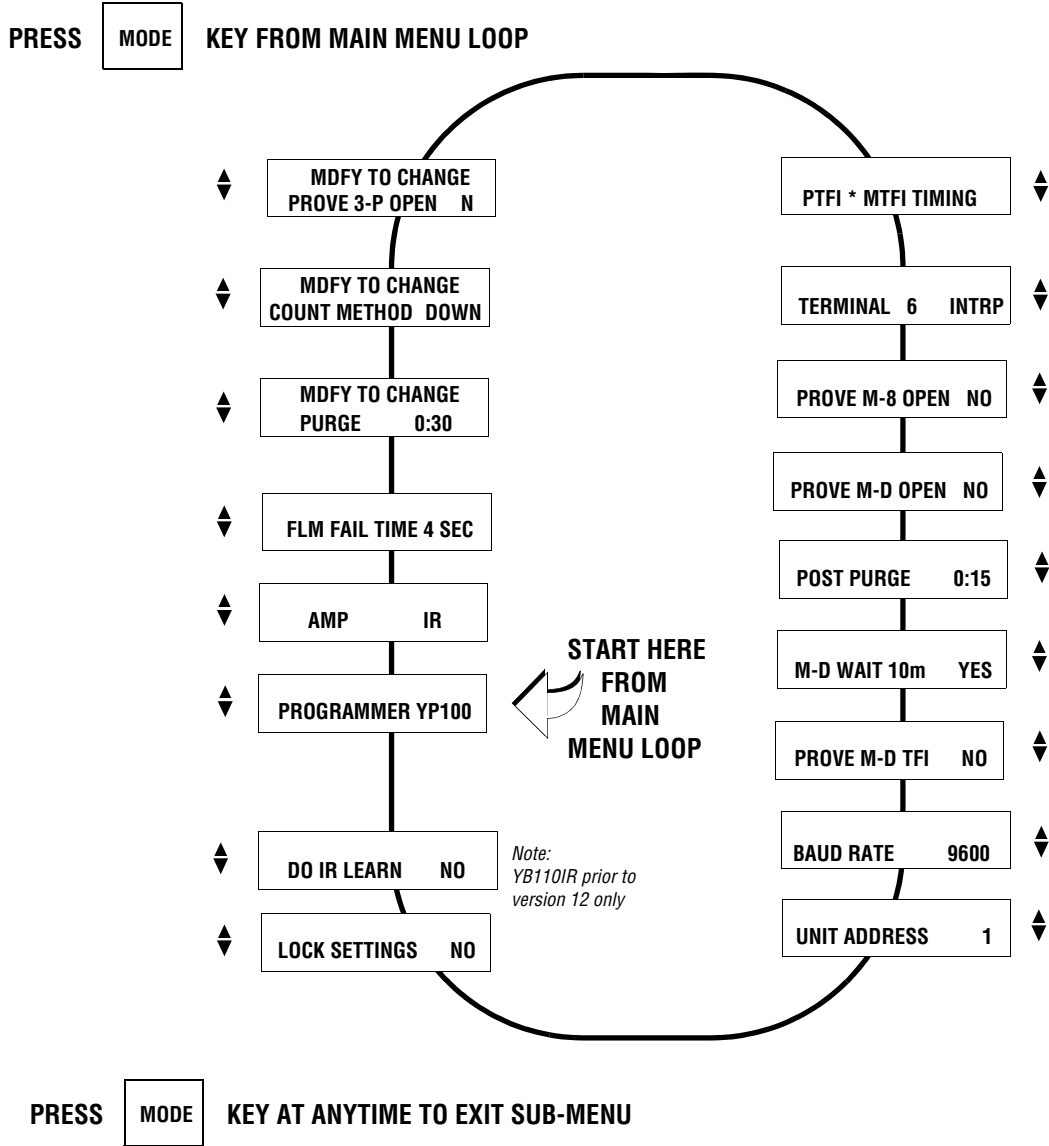 PRESS MODE KEY FROM MAIN MENU LOOP
MDFY TO CHANGE
PROVE 3-P OPEN N
MDFY TO CHANGE
COUNT METHOD DOWN
MDFY TO CHANGE
PURGE 0:30
FLM FAIL TIME 4 SEC
AMP IR
PROGRAMMER YP100
START HERE
FROM
MAIN
MENU LOOP
DO IR LEARN NO
Note:
YB110IR prior to
version 12 only
LOCK SETTINGS NO
PTFI * MTFI TIMING
TERMINAL 6 INTRP
PROVE M-8 OPEN NO
PROVE M-D OPEN NO
POST PURGE 0:15
M-D WAIT 10m YES
PROVE M-D TFI NO
BAUD RATE 9600
UNIT ADDRESS 1
PRESS MODE KEY AT ANYTIME TO EXIT SUB-MENU